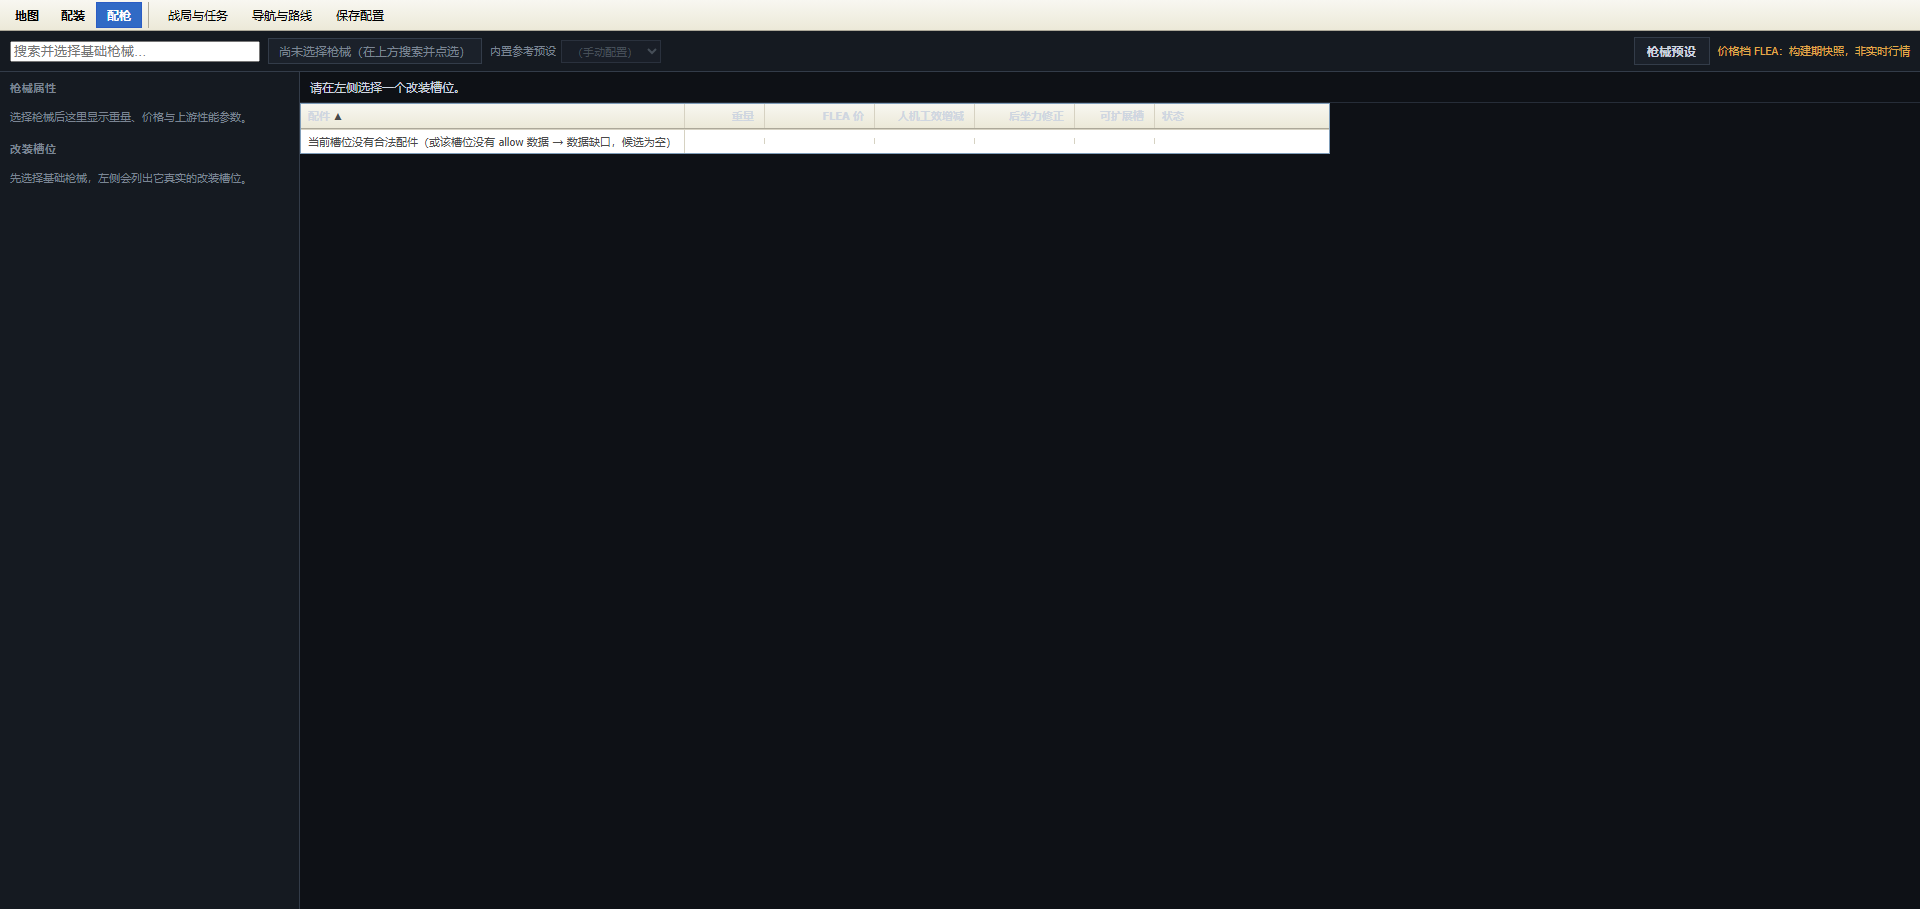 地图 配装 配枪 战局与任务 导航与路线 保存配置
搜索并选择基础枪械... 尚未选择枪械（在上方搜索并点选） 内置参考预设 （手动配置） 枪械预设 价格档 FLEA：构建期快照，非实时行情
枪械属性
选择枪械后这里显示重量、价格与上游性能参数。
改装槽位
先选择基础枪械，左侧会列出它真实的改装槽位。
请在左侧选择一个改装槽位。
配件 ▲ 重量 FLEA 价 人机工效增减 后坐力修正 可扩展槽 状态
当前槽位没有合法配件（或该槽位没有 allow 数据 → 数据缺口，候选为空）